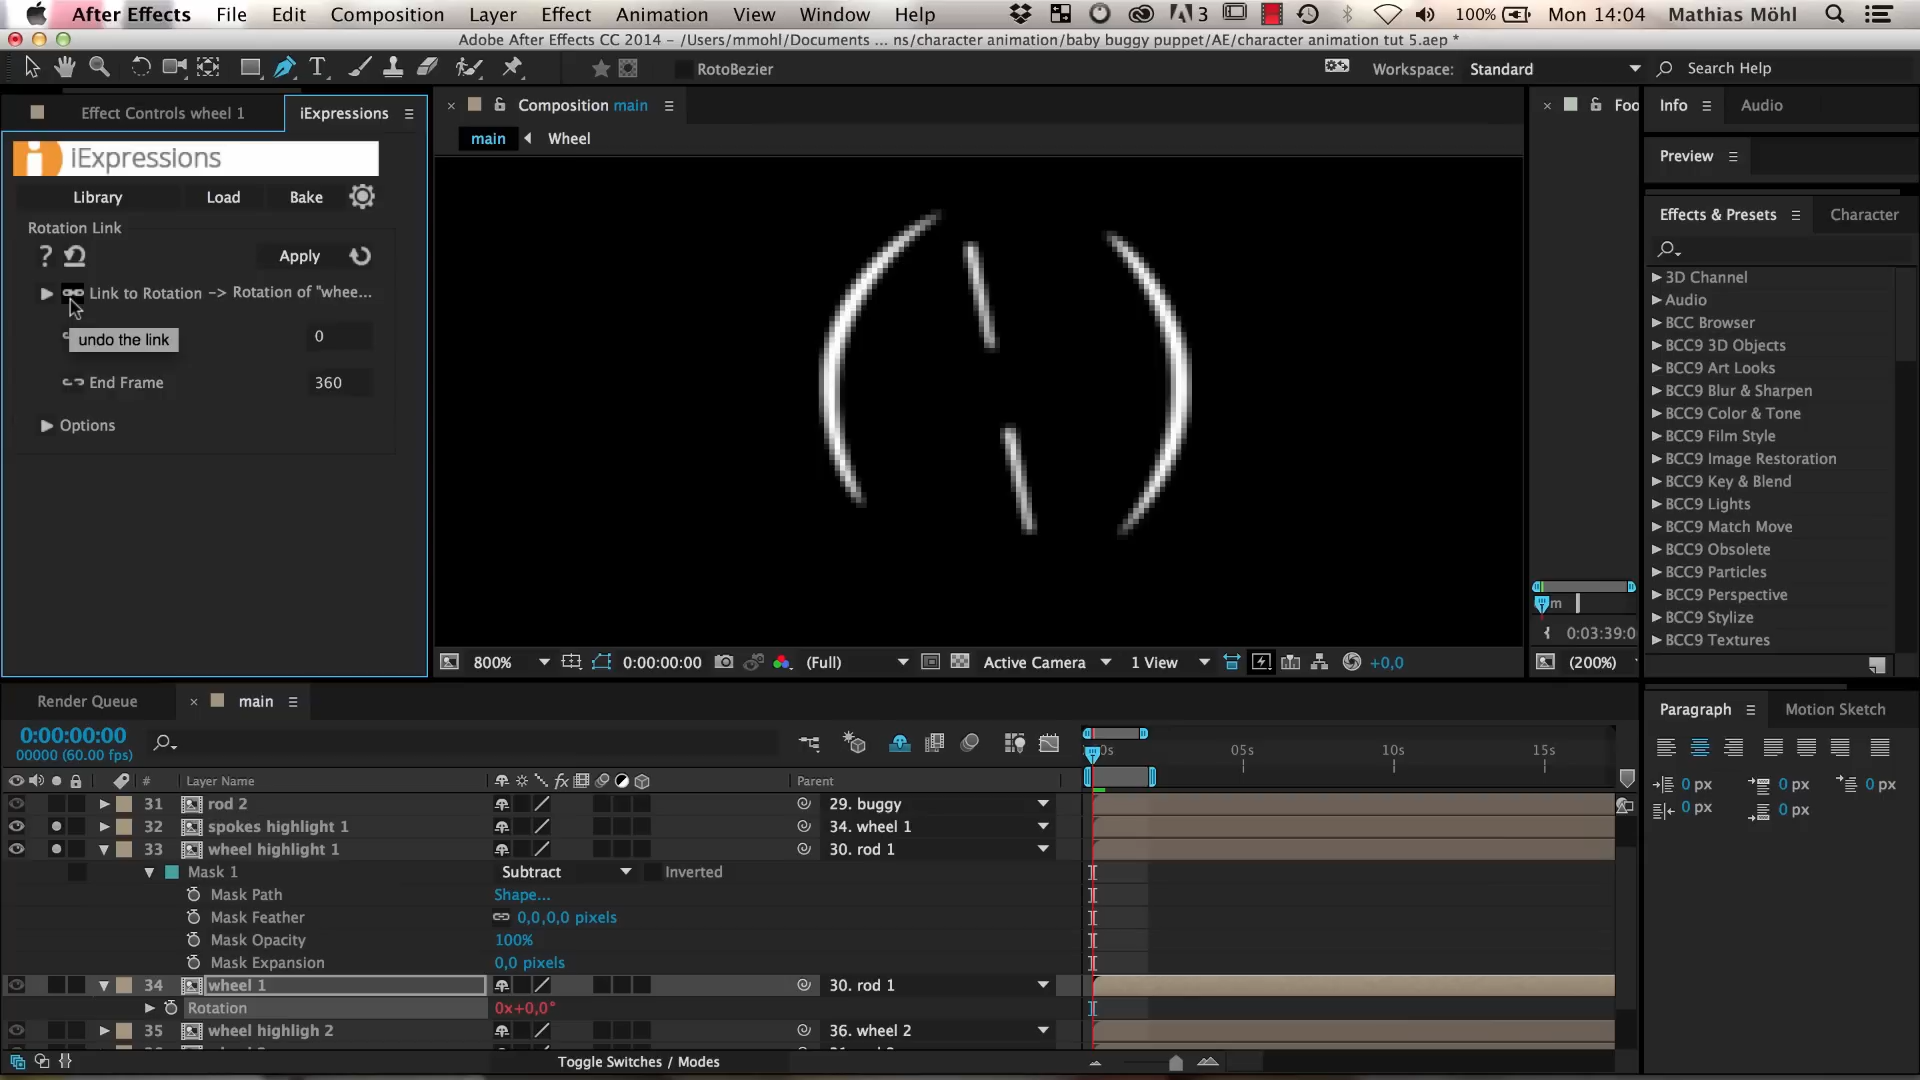 After Effects File Edit Composition Layer Effect Animation View Window Help 3 100% Mon 14:04 Mathias Möhl
Adobe After Effects CC 2014 - /Users/mmohl/Documents ... ns/character animation/baby buggy puppet/AE/character animation tut 5.aep *
RotoBezier Workspace: Standard Search Help
Effect Controls wheel 1 iExpressions Composition main Foo Info Audio
main Wheel
iExpressions
Preview
Library Load Bake
Rotation Link
Effects & Presets Character
? Apply
Link to Rotation -> Rotation of "whee...
undo the link
0
End Frame 360
Options
3D Channel
Audio
BCC Browser
BCC9 3D Objects
BCC9 Art Looks
BCC9 Blur & Sharpen
BCC9 Color & Tone
BCC9 Film Style
BCC9 Image Restoration
BCC9 Key & Blend
BCC9 Lights
BCC9 Match Move
BCC9 Obsolete
BCC9 Particles
BCC9 Perspective
BCC9 Stylize
BCC9 Textures
m
0:03:39:0
800% 0:00:00:00 (Full) Active Camera 1 View +0,0 (200%)
Render Queue main
Paragraph Motion Sketch
0:00:00:00
00000 (60.00 fps)
0s 05s 10s 15s
# Layer Name fx Parent
0 px 0 px 0 px
0 px 0 px
31 rod 2 29. buggy
32 spokes highlight 1 34. wheel 1
33 wheel highlight 1 30. rod 1
Mask 1 Subtract Inverted
Mask Path Shape...
Mask Feather 0,0,0,0 pixels
Mask Opacity 100%
Mask Expansion 0,0 pixels
34 wheel 1 30. rod 1
Rotation 0x+0,0°
35 wheel highligh 2 36. wheel 2
Toggle Switches / Modes